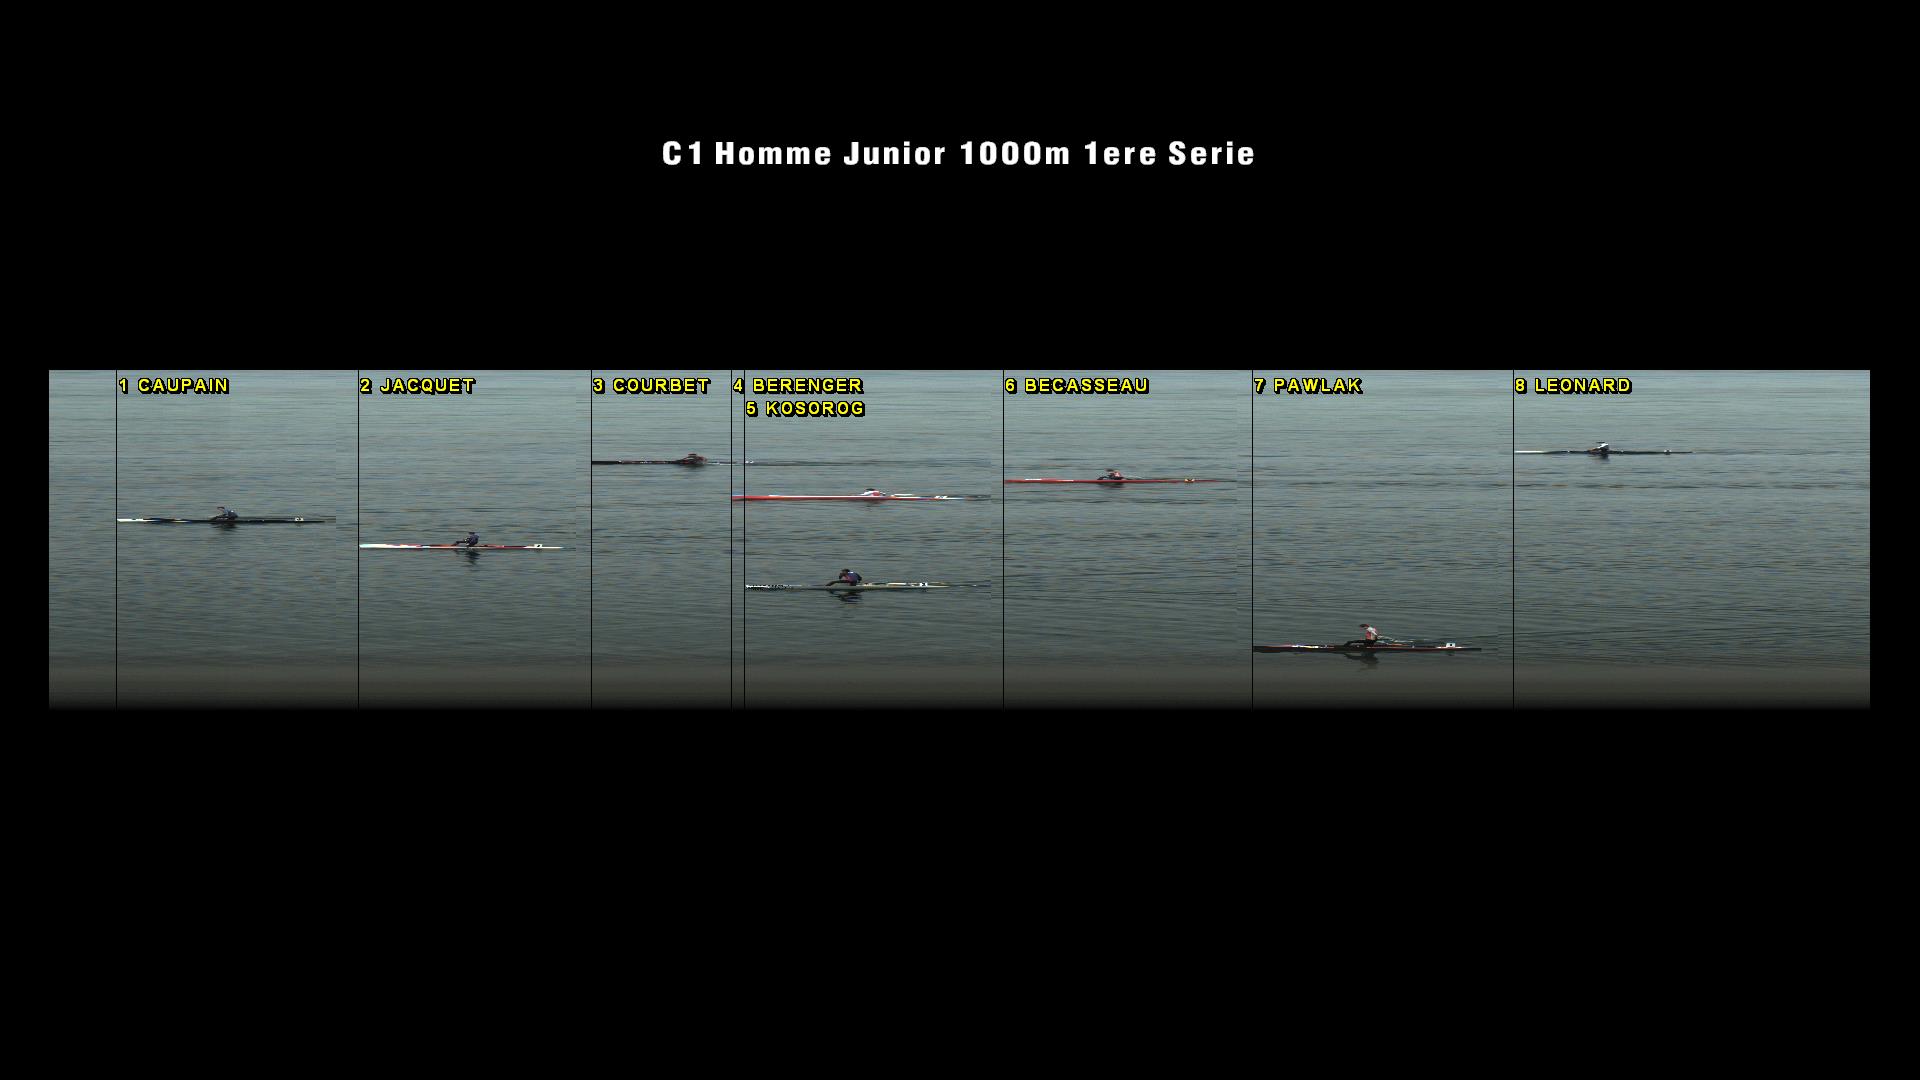 C1 Homme Junior 1000m 1ere Serie
1 CAUPAIN
2 JACQUET
3 COURBET
4 BERENGER
5 KOSOROG
6 BECASSEAU
7 PAWLAK
8 LEONARD